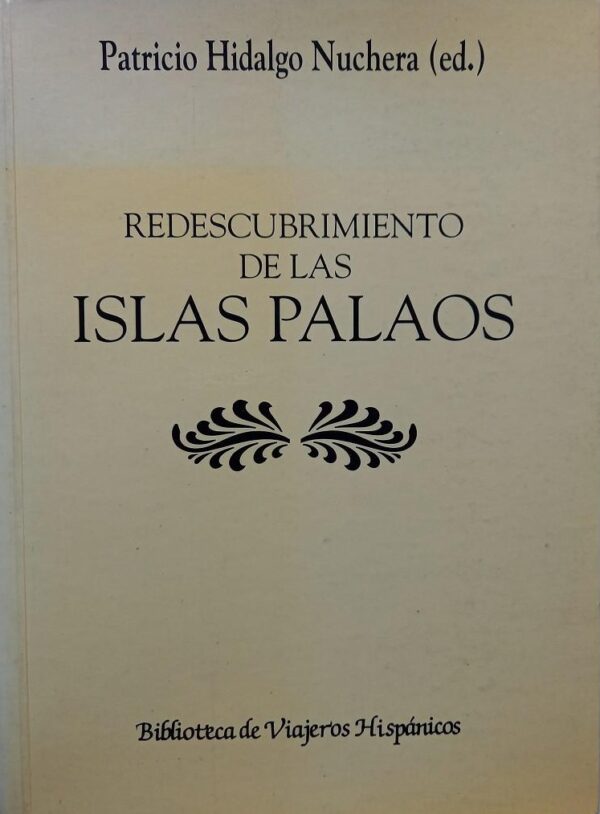 Patricio Hidalgo Nuchera (ed.)
REDESCUBRIMIENTO
DE LAS
ISLAS PALAOS
Biblioteca de Viajeros Hispánicos